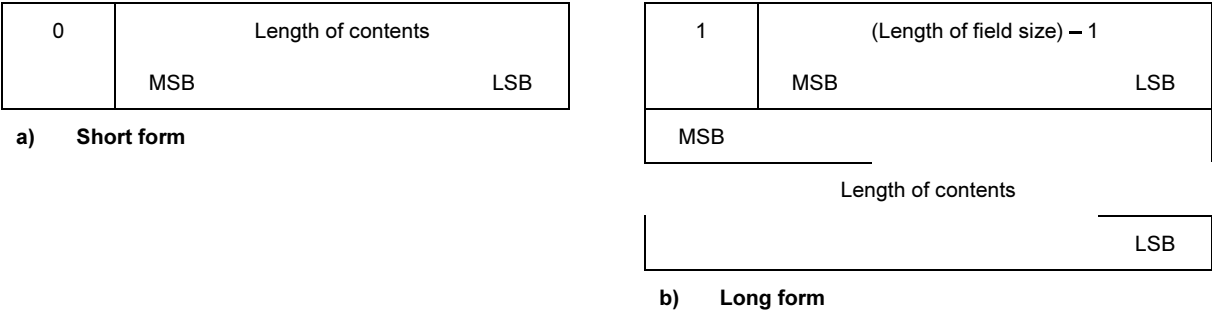 0 Length of contents
MSB LSB
a) Short form
1 (Length of field size) – 1
MSB LSB
MSB
Length of contents
LSB
b) Long form